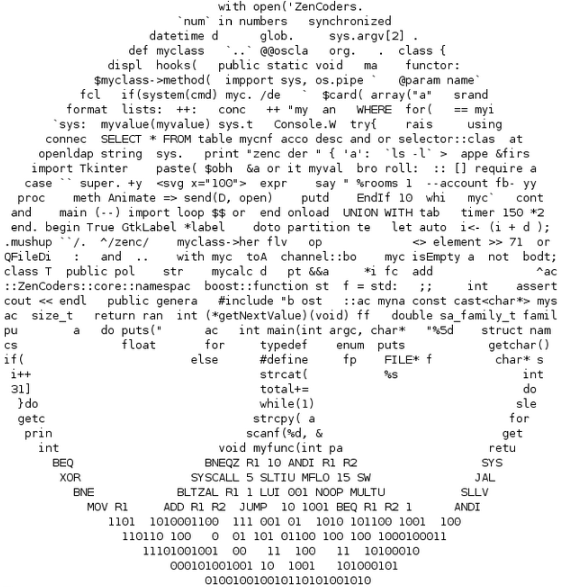 with open('ZenCoders.
`num` in numbers synchronized
datetime d glob. sys.argv[2] .
def myclass `..` @@oscla org. . class {
displ hooks( public static void ma functor:
$myclass->method( impport sys, os.pipe ` @param name`
fcl if(system(cmd) myc. /de ` $card( array("a" srand
format lists: ++: conc ++ "my an WHERE for( == myi
`sys: myvalue(myvalue) sys.t Console.W try{ rais using
connec SELECT * FROM table mycnf acco desc and or selector::clas at
openldap string sys. print "zenc der " { 'a': `ls -l` > appe &firs
import Tkinter paste( $obh &a or it myval bro roll: :: [] require a
case `` super. +y <svg x="100"> expr say " %rooms 1 --account fb- yy
proc meth Animate => send(D, open) putd EndIf 10 whi myc` cont
and main (--) import loop $$ or end onload UNION WITH tab timer 150 *2
end. begin True GtkLabel *label doto partition te let auto i<- (i + d );
.mushup ``/. ^/zenc/ myclass->her flv op <> element >> 71 or
QFileDi : and .. with myc toA channel::bo myc isEmpty a not bodt;
class T public pol str mycalc d pt &&a *i fc add ^ac
::ZenCoders::core::namespac boost::function st f = std: ;; int assert
cout << endl public genera #include "b ost ::ac myna const cast<char*> mys
ac size_t return ran int (*getNextValue)(void) ff double sa_family_t famil
pu a do puts(" ac int main(int argc, char* "%5d struct nam
cs float for typedef enum puts getchar()
if( else #define fp FILE* f char* s
i++ strcat( %s int
31] total+= do
}do while(1) sle
getc strcpy( a for
prin scanf(%d, & get
int void myfunc(int pa retu
BEQ BNEQZ R1 10 ANDI R1 R2 SYS
XOR SYSCALL 5 SLTIU MFLO 15 SW JAL
BNE BLTZAL R1 1 LUI 001 NOOP MULTU SLLV
MOV R1 ADD R1 R2 JUMP 10 1001 BEQ R1 R2 1 ANDI
1101 1010001100 111 001 01 1010 101100 1001 100
110110 100 0 01 101 01100 100 100 1000100011
11101001001 00 11 100 11 10100010
000101001001 10 1001 101000101
0100100100101101010010​10